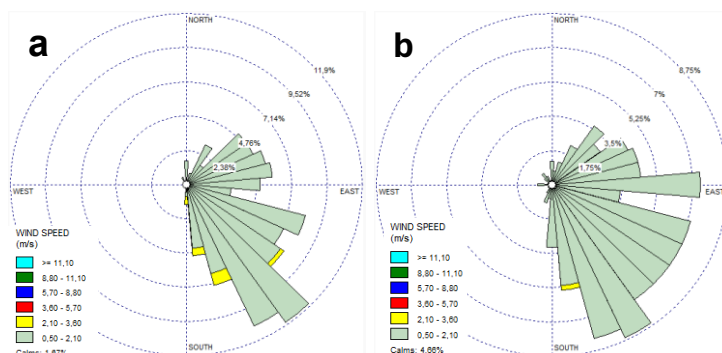 a
NORTH
11,9%
9,52%
7,14%
4,76%
2,38%
WEST
EAST
WIND SPEED
(m/s)
>= 11,10
8,80 - 11,10
5,70 - 8,80
3,60 - 5,70
2,10 - 3,60
0,50 - 2,10
SOUTH
Calms: 1,67%
b
NORTH
8,75%
7%
5,25%
3,5%
1,75%
WEST
EAST
WIND SPEED
(m/s)
>= 11,10
8,80 - 11,10
5,70 - 8,80
3,60 - 5,70
2,10 - 3,60
0,50 - 2,10
SOUTH
Calms: 4,66%